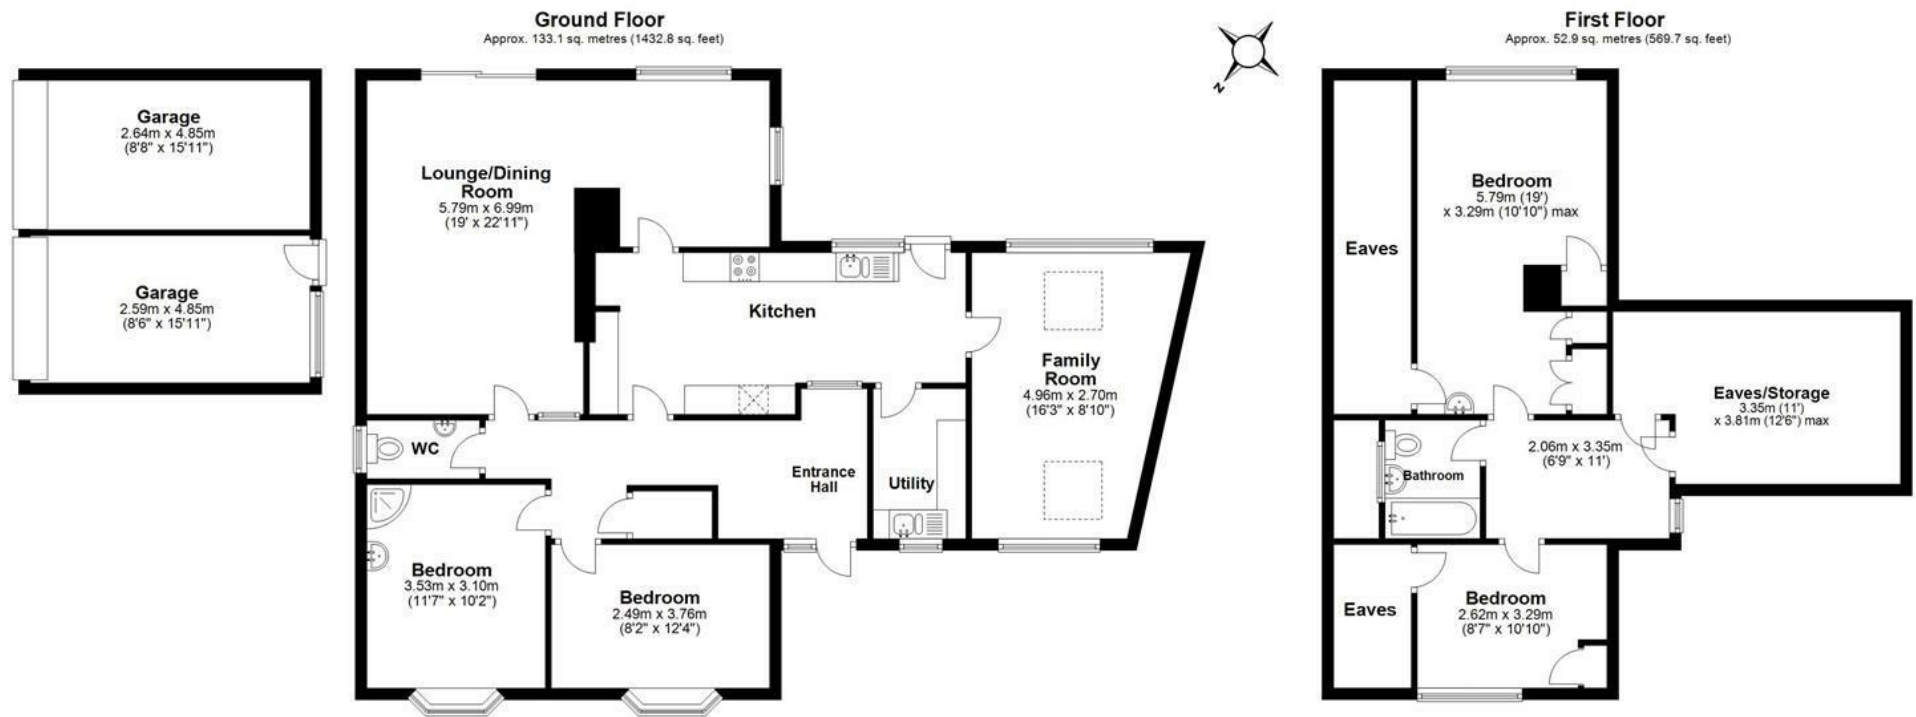 Ground Floor
Approx. 133.1 sq. metres (1432.8 sq. feet)
Garage
2.64m x 4.85m
(8'8" x 15'11")
Garage
2.59m x 4.85m
(8'6" x 15'11")
Lounge/Dining
Room
5.79m x 6.99m
(19' x 22'11")
Kitchen
Family
Room
4.96m x 2.70m
(16'3" x 8'10")
WC
Entrance
Hall
Utility
Bedroom
3.53m x 3.10m
(11'7" x 10'2")
Bedroom
2.49m x 3.76m
(8'2" x 12'4")
N
First Floor
Approx. 52.9 sq. metres (569.7 sq. feet)
Bedroom
5.79m (19')
x 3.29m (10'10") max
Eaves
Eaves/Storage
3.35m (11')
x 3.81m (12'6") max
2.06m x 3.35m
(6'9" x 11')
Bathroom
Eaves
Bedroom
2.62m x 3.29m
(8'7" x 10'10")